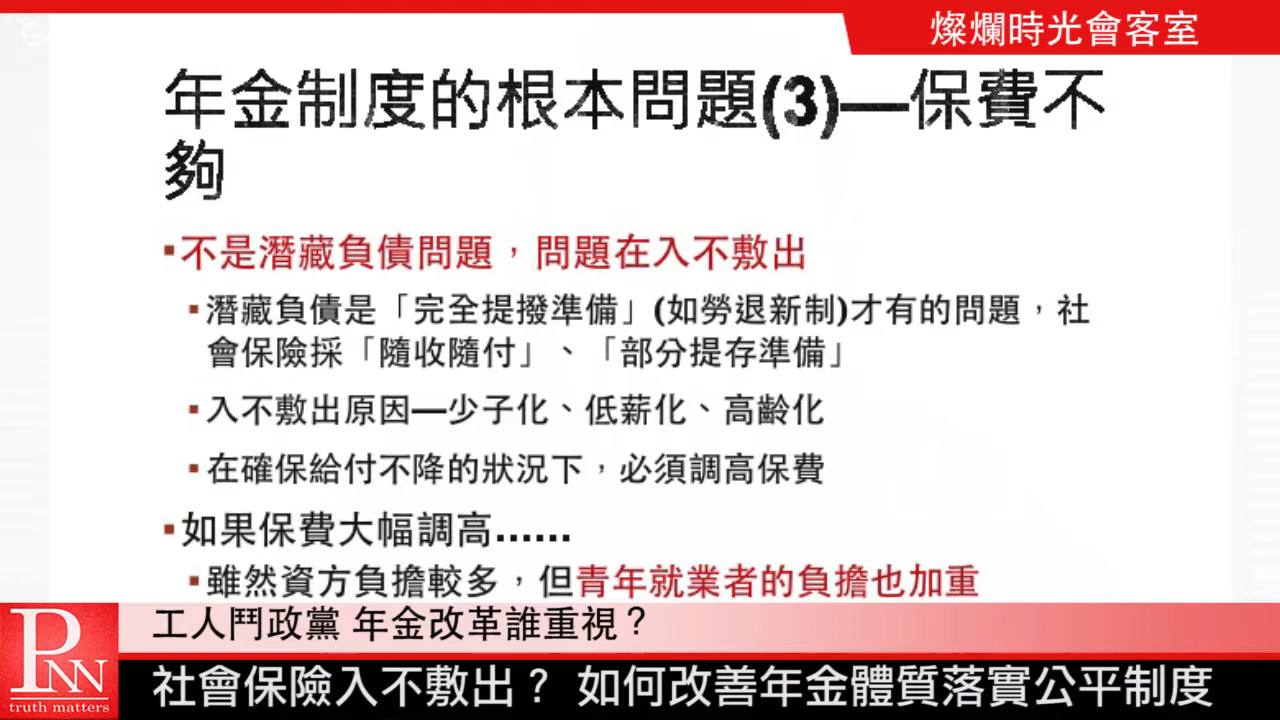 燦爛時光會客室
年金制度的根本問題(3)—保費不
夠
▪不是潛藏負債問題，問題在入不敷出
▪潛藏負債是「完全提撥準備」(如勞退新制)才有的問題，社
會保險採「隨收隨付」、「部分提存準備」
▪入不敷出原因—少子化、低薪化、高齡化
▪在確保給付不降的狀況下，必須調高保費
▪如果保費大幅調高......
▪雖然資方負擔較多，但青年就業者的負擔也加重
工人鬥政黨 年金改革誰重視？
社會保險入不敷出？ 如何改善年金體質落實公平制度
PNN
truth matters